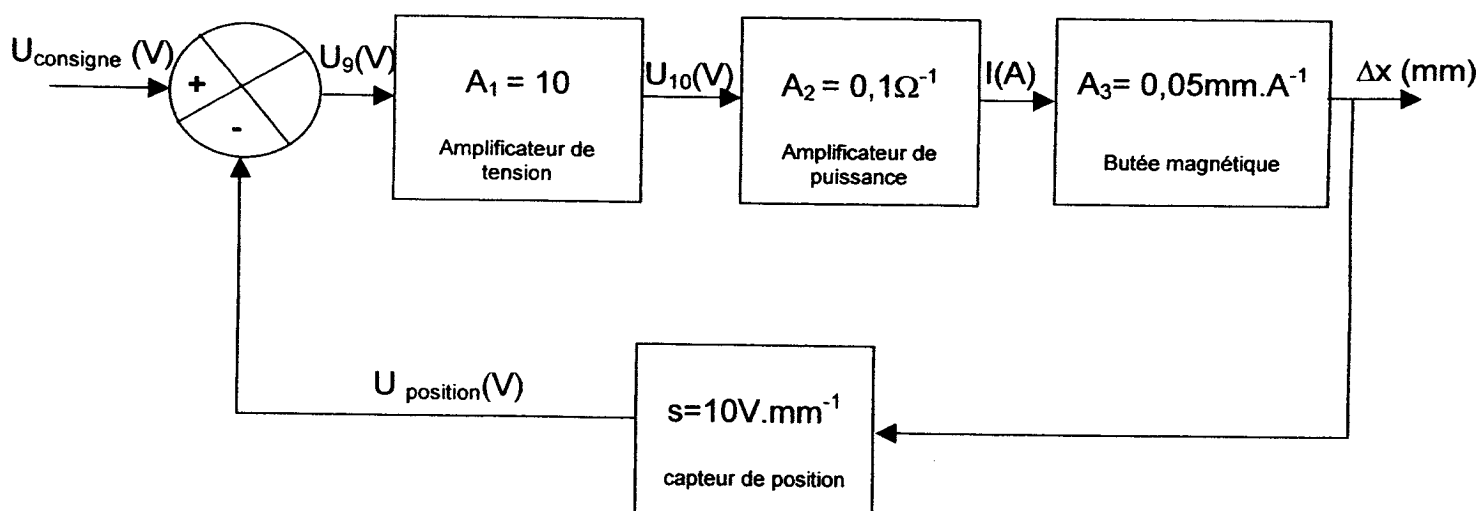 U consigne (V)
+
-
U9(V)
A1 = 10
Amplificateur de
tension
U10(V)
A2 = 0,1Ω⁻¹
Amplificateur de
puissance
I(A)
A3= 0,05mm.A⁻¹
Butée magnétique
Δx (mm)
U position(V)
s=10V.mm⁻¹
capteur de position